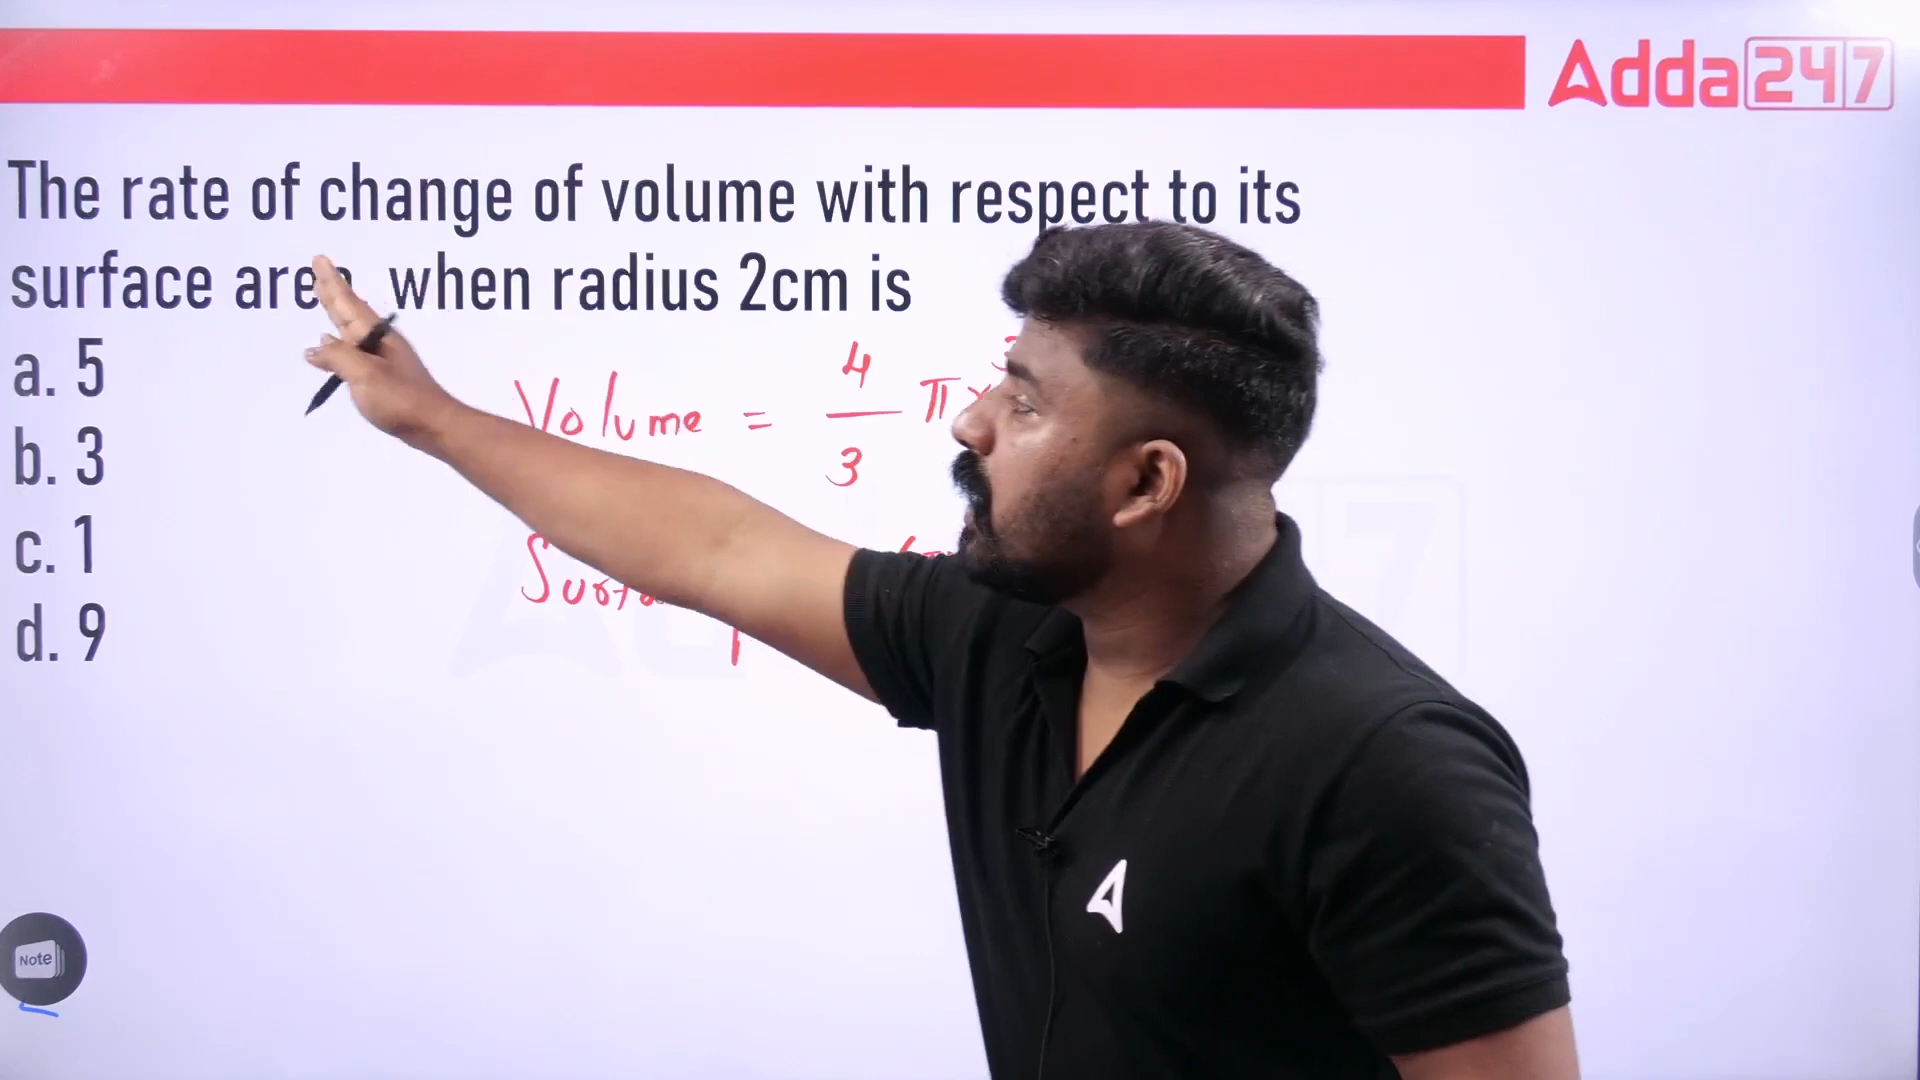 Adda247
The rate of change of volume with respect to its
surface area when radius 2cm is
a. 5
b. 3
c. 1
d. 9
Volume = 4/3 π
Note